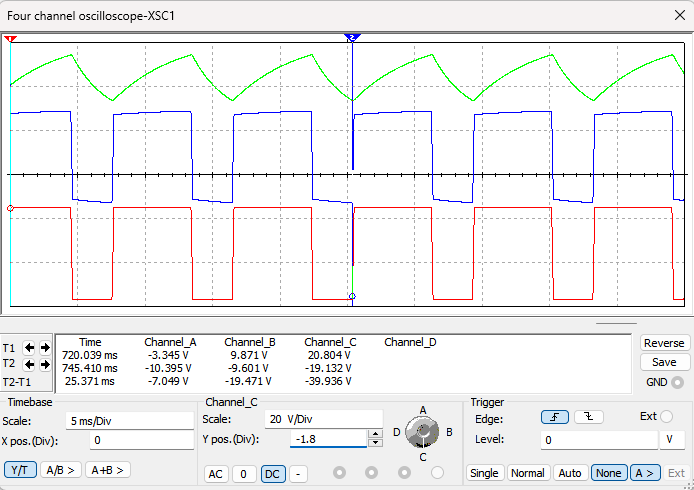 Four channel oscilloscope-XSC1
1
2
Time Channel_A Channel_B Channel_C Channel_D
T1 720.039 ms -3.345 V 9.871 V 20.804 V
T2 745.410 ms -10.395 V -9.601 V -19.132 V
T2-T1 25.371 ms -7.049 V -19.471 V -39.936 V
Reverse
Save
GND
Timebase
Scale: 5 ms/Div
X pos.(Div): 0
Y/T A/B > A+B >
Channel_C
Scale: 20 V/Div
Y pos.(Div): -1.8
AC 0 DC -
A
D B
C
Trigger
Edge: Ext
Level: 0 V
Single Normal Auto None A > Ext